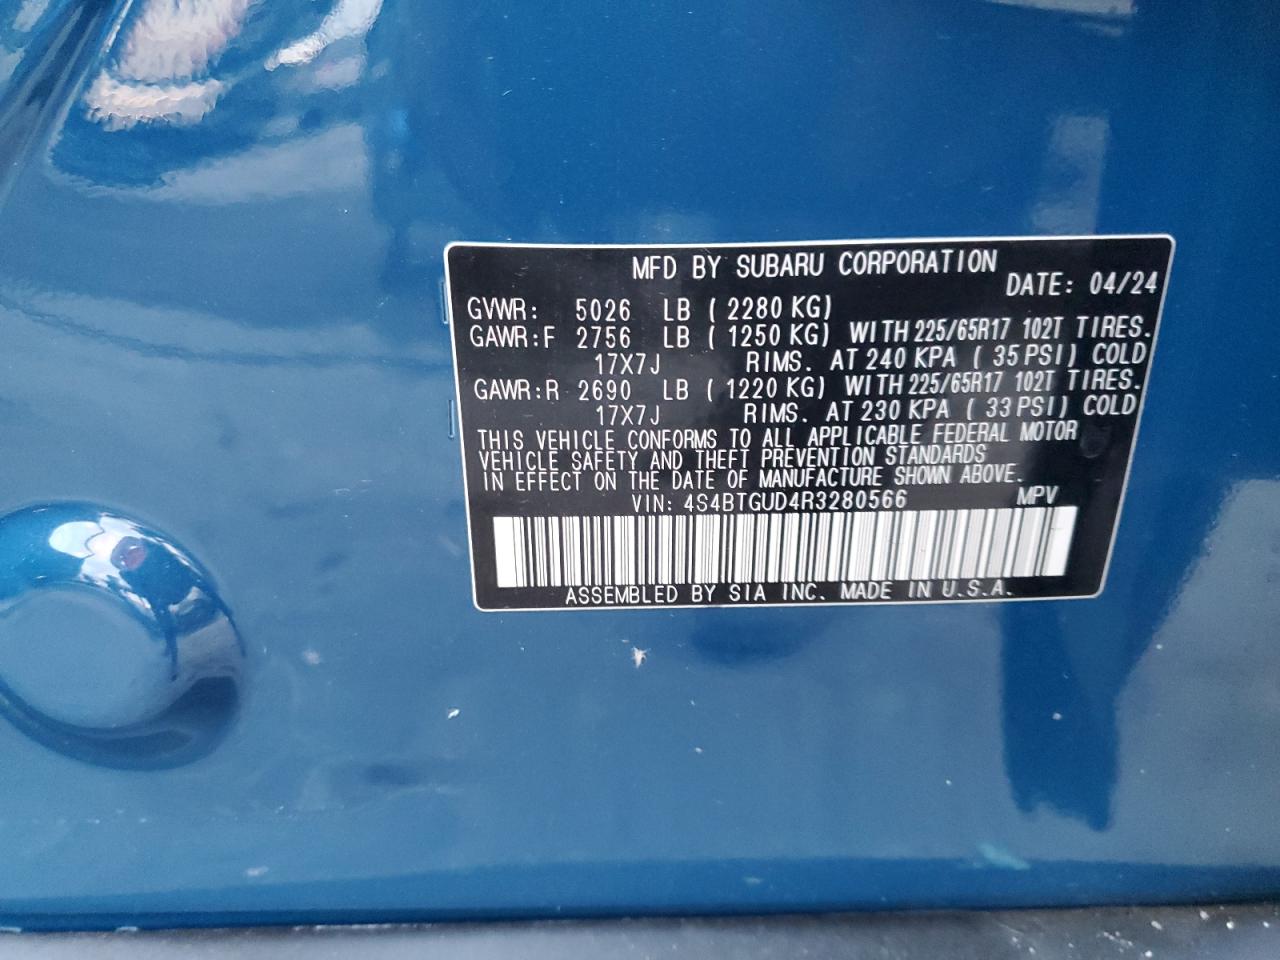 MFD BY SUBARU CORPORATION
DATE: 04/24
GVWR: 5026 LB ( 2280 KG)
GAWR:F 2756 LB ( 1250 KG) WITH 225/65R17 102T TIRES.
17X7J RIMS. AT 240 KPA ( 35 PSI) COLD
GAWR:R 2690 LB ( 1220 KG) WITH 225/65R17 102T TIRES.
17X7J RIMS. AT 230 KPA ( 33 PSI) COLD
THIS VEHICLE CONFORMS TO ALL APPLICABLE FEDERAL MOTOR
VEHICLE SAFETY AND THEFT PREVENTION STANDARDS
IN EFFECT ON THE DATE OF MANUFACTURE SHOWN ABOVE.
VIN: 4S4BTGUD4R3280566 MPV
ASSEMBLED BY SIA INC. MADE IN U.S.A.